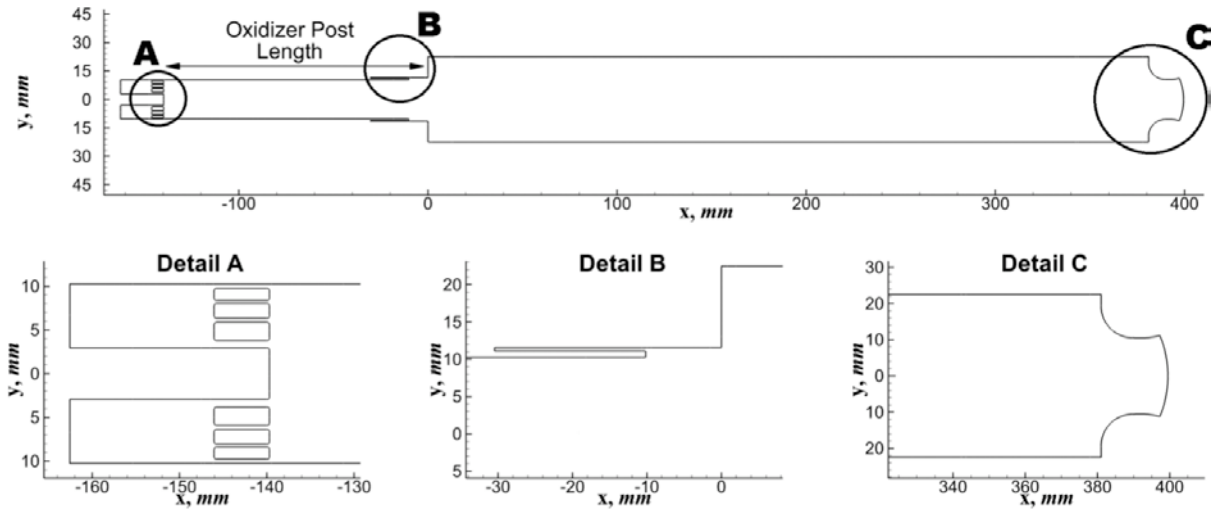 45
30
15
0
15
30
45
y, mm
A
Oxidizer Post
Length
B
C
-100
0
100
200
300
400
x, mm
Detail A
10
5
0
5
10
y, mm
-160
-150
-140
-130
x, mm
Detail B
20
15
10
5
0
5
y, mm
-30
-20
-10
0
x, mm
Detail C
30
20
10
0
10
20
y, mm
340
360
380
400
x, mm